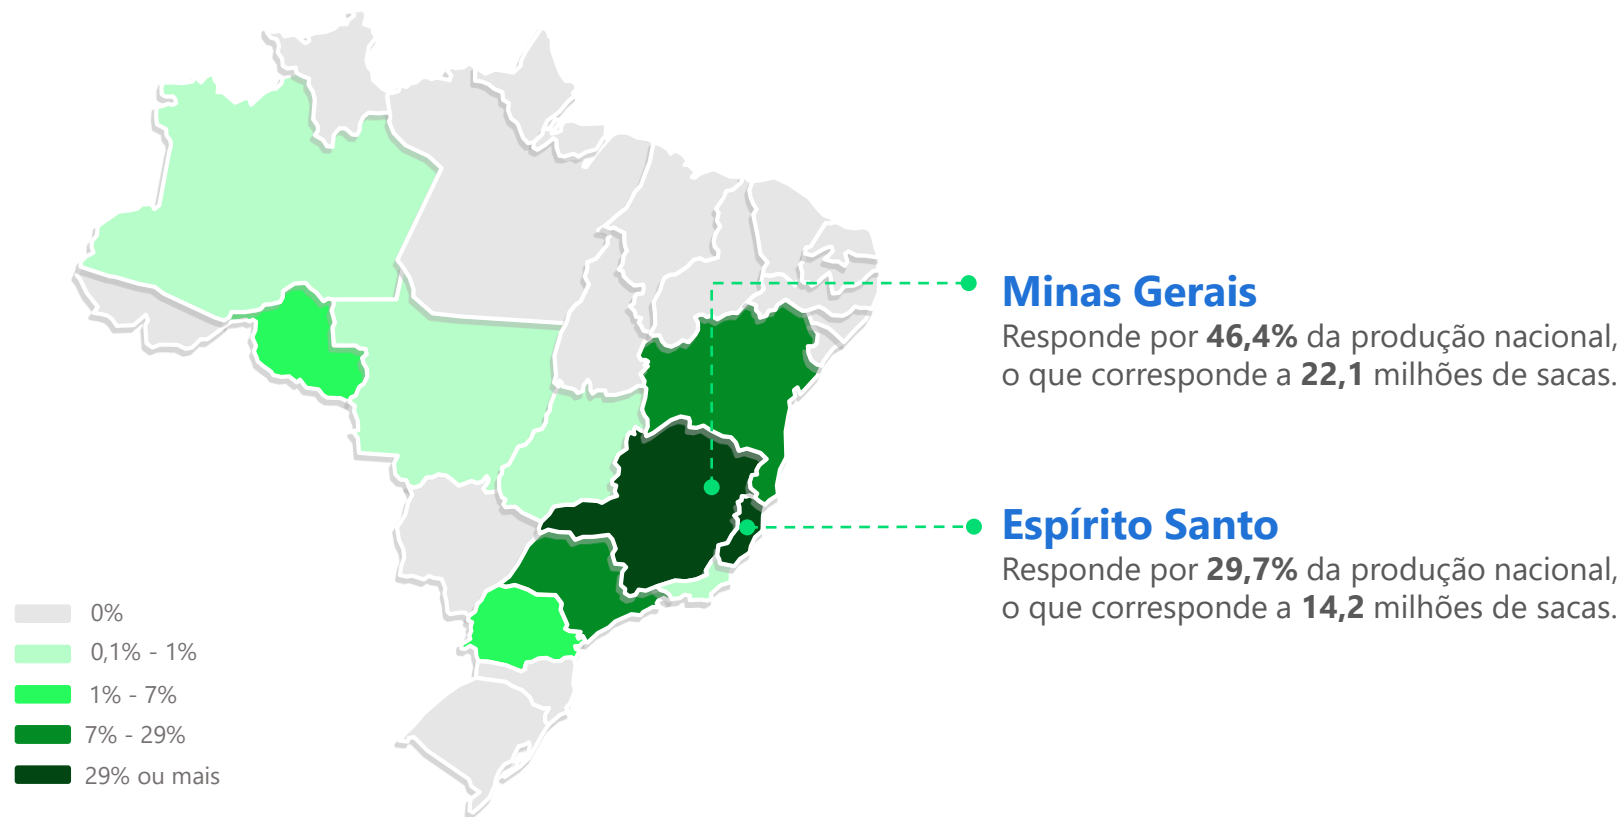 Minas Gerais
Responde por 46,4% da produção nacional,
o que corresponde a 22,1 milhões de sacas.
Espírito Santo
Responde por 29,7% da produção nacional,
o que corresponde a 14,2 milhões de sacas.
0%
0,1% - 1%
1% - 7%
7% - 29%
29% ou mais